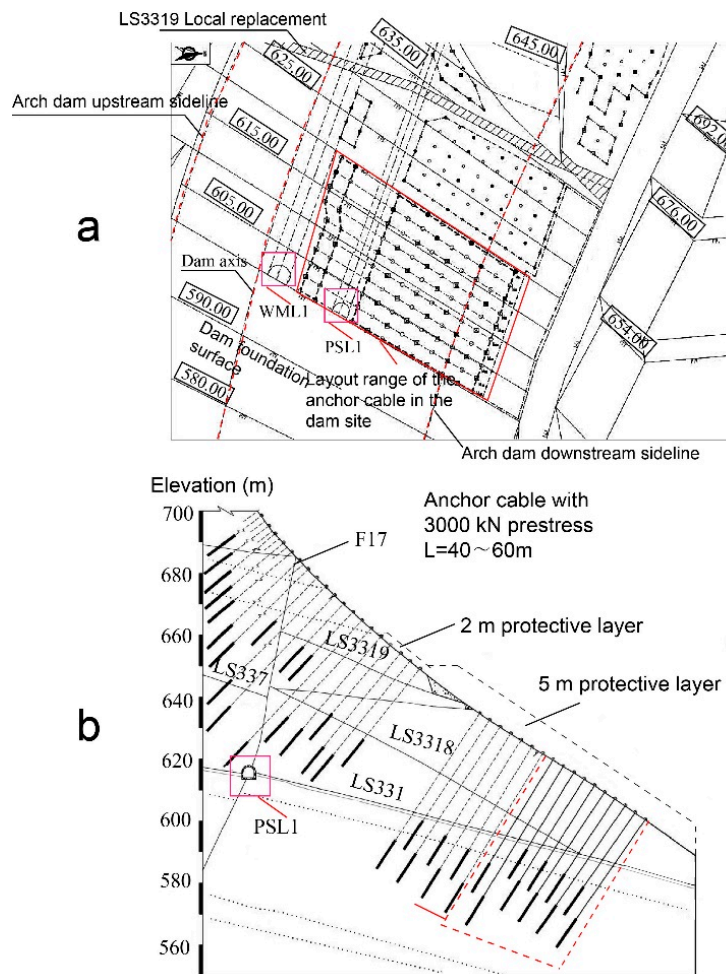 LS3319 Local replacement
635.00
645.00
625.00
Arch dam upstream sideline
615.00
692.0
605.00
676.00
a
Dam axis
590.00
WML1
654.00
Dam foundation
surface
PSL1
580.00
Layout range of the
anchor cable in the
dam site
Arch dam downstream sideline
Elevation (m)
Anchor cable with
3000 kN prestress
L=40～60m
700
F17
680
2 m protective layer
660
LS3319
LS337
5 m protective layer
640
b
LS3318
620
LS331
PSL1
600
580
560